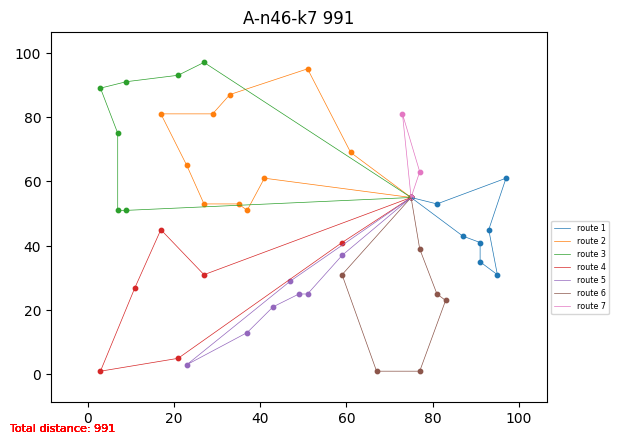 A-n46-k7 991
100
80
60
40
20
0
0 20 40 60 80 100
route 1
route 2
route 3
route 4
route 5
route 6
route 7
Total distance: 991